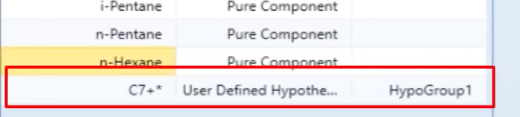 i-Pentane Pure Component
n-Pentane Pure Component
n-Hexane Pure Component
C7+* User Defined Hypothe... HypoGroup1